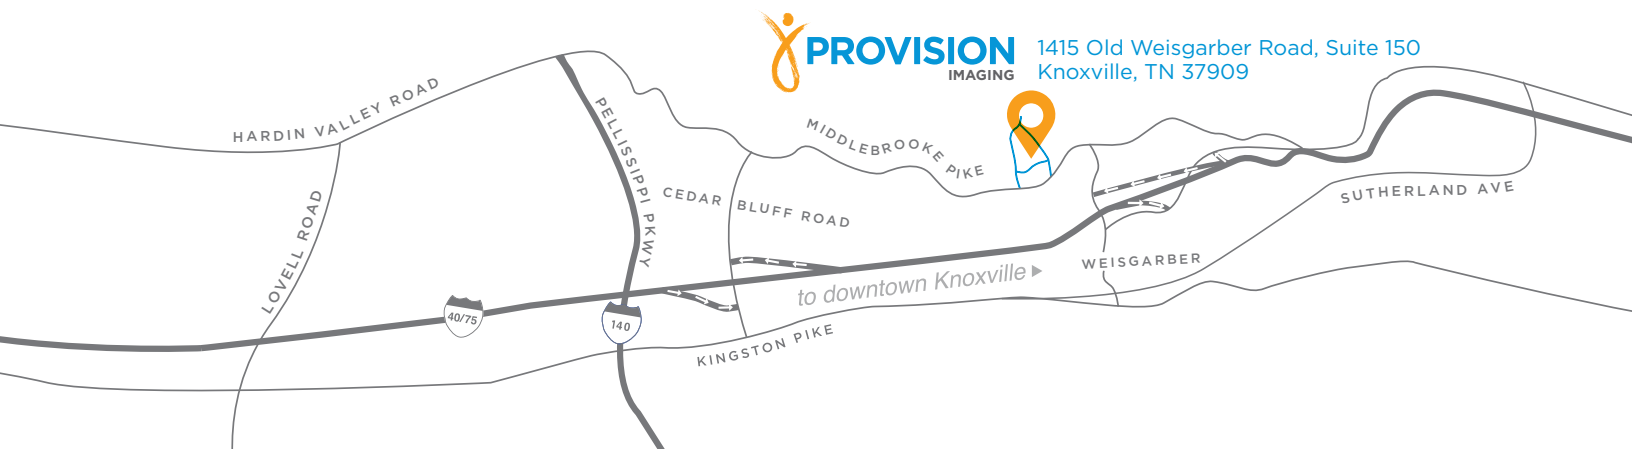 PROVISION
IMAGING
1415 Old Weisgarber Road, Suite 150
Knoxville, TN 37909
HARDIN VALLEY ROAD
PELLISSIPPI PKWY
MIDDLEBROOKE PIKE
CEDAR BLUFF ROAD
SUTHERLAND AVE
LOVELL ROAD
WEISGARBER
to downtown Knoxville
40/75
140
KINGSTON PIKE